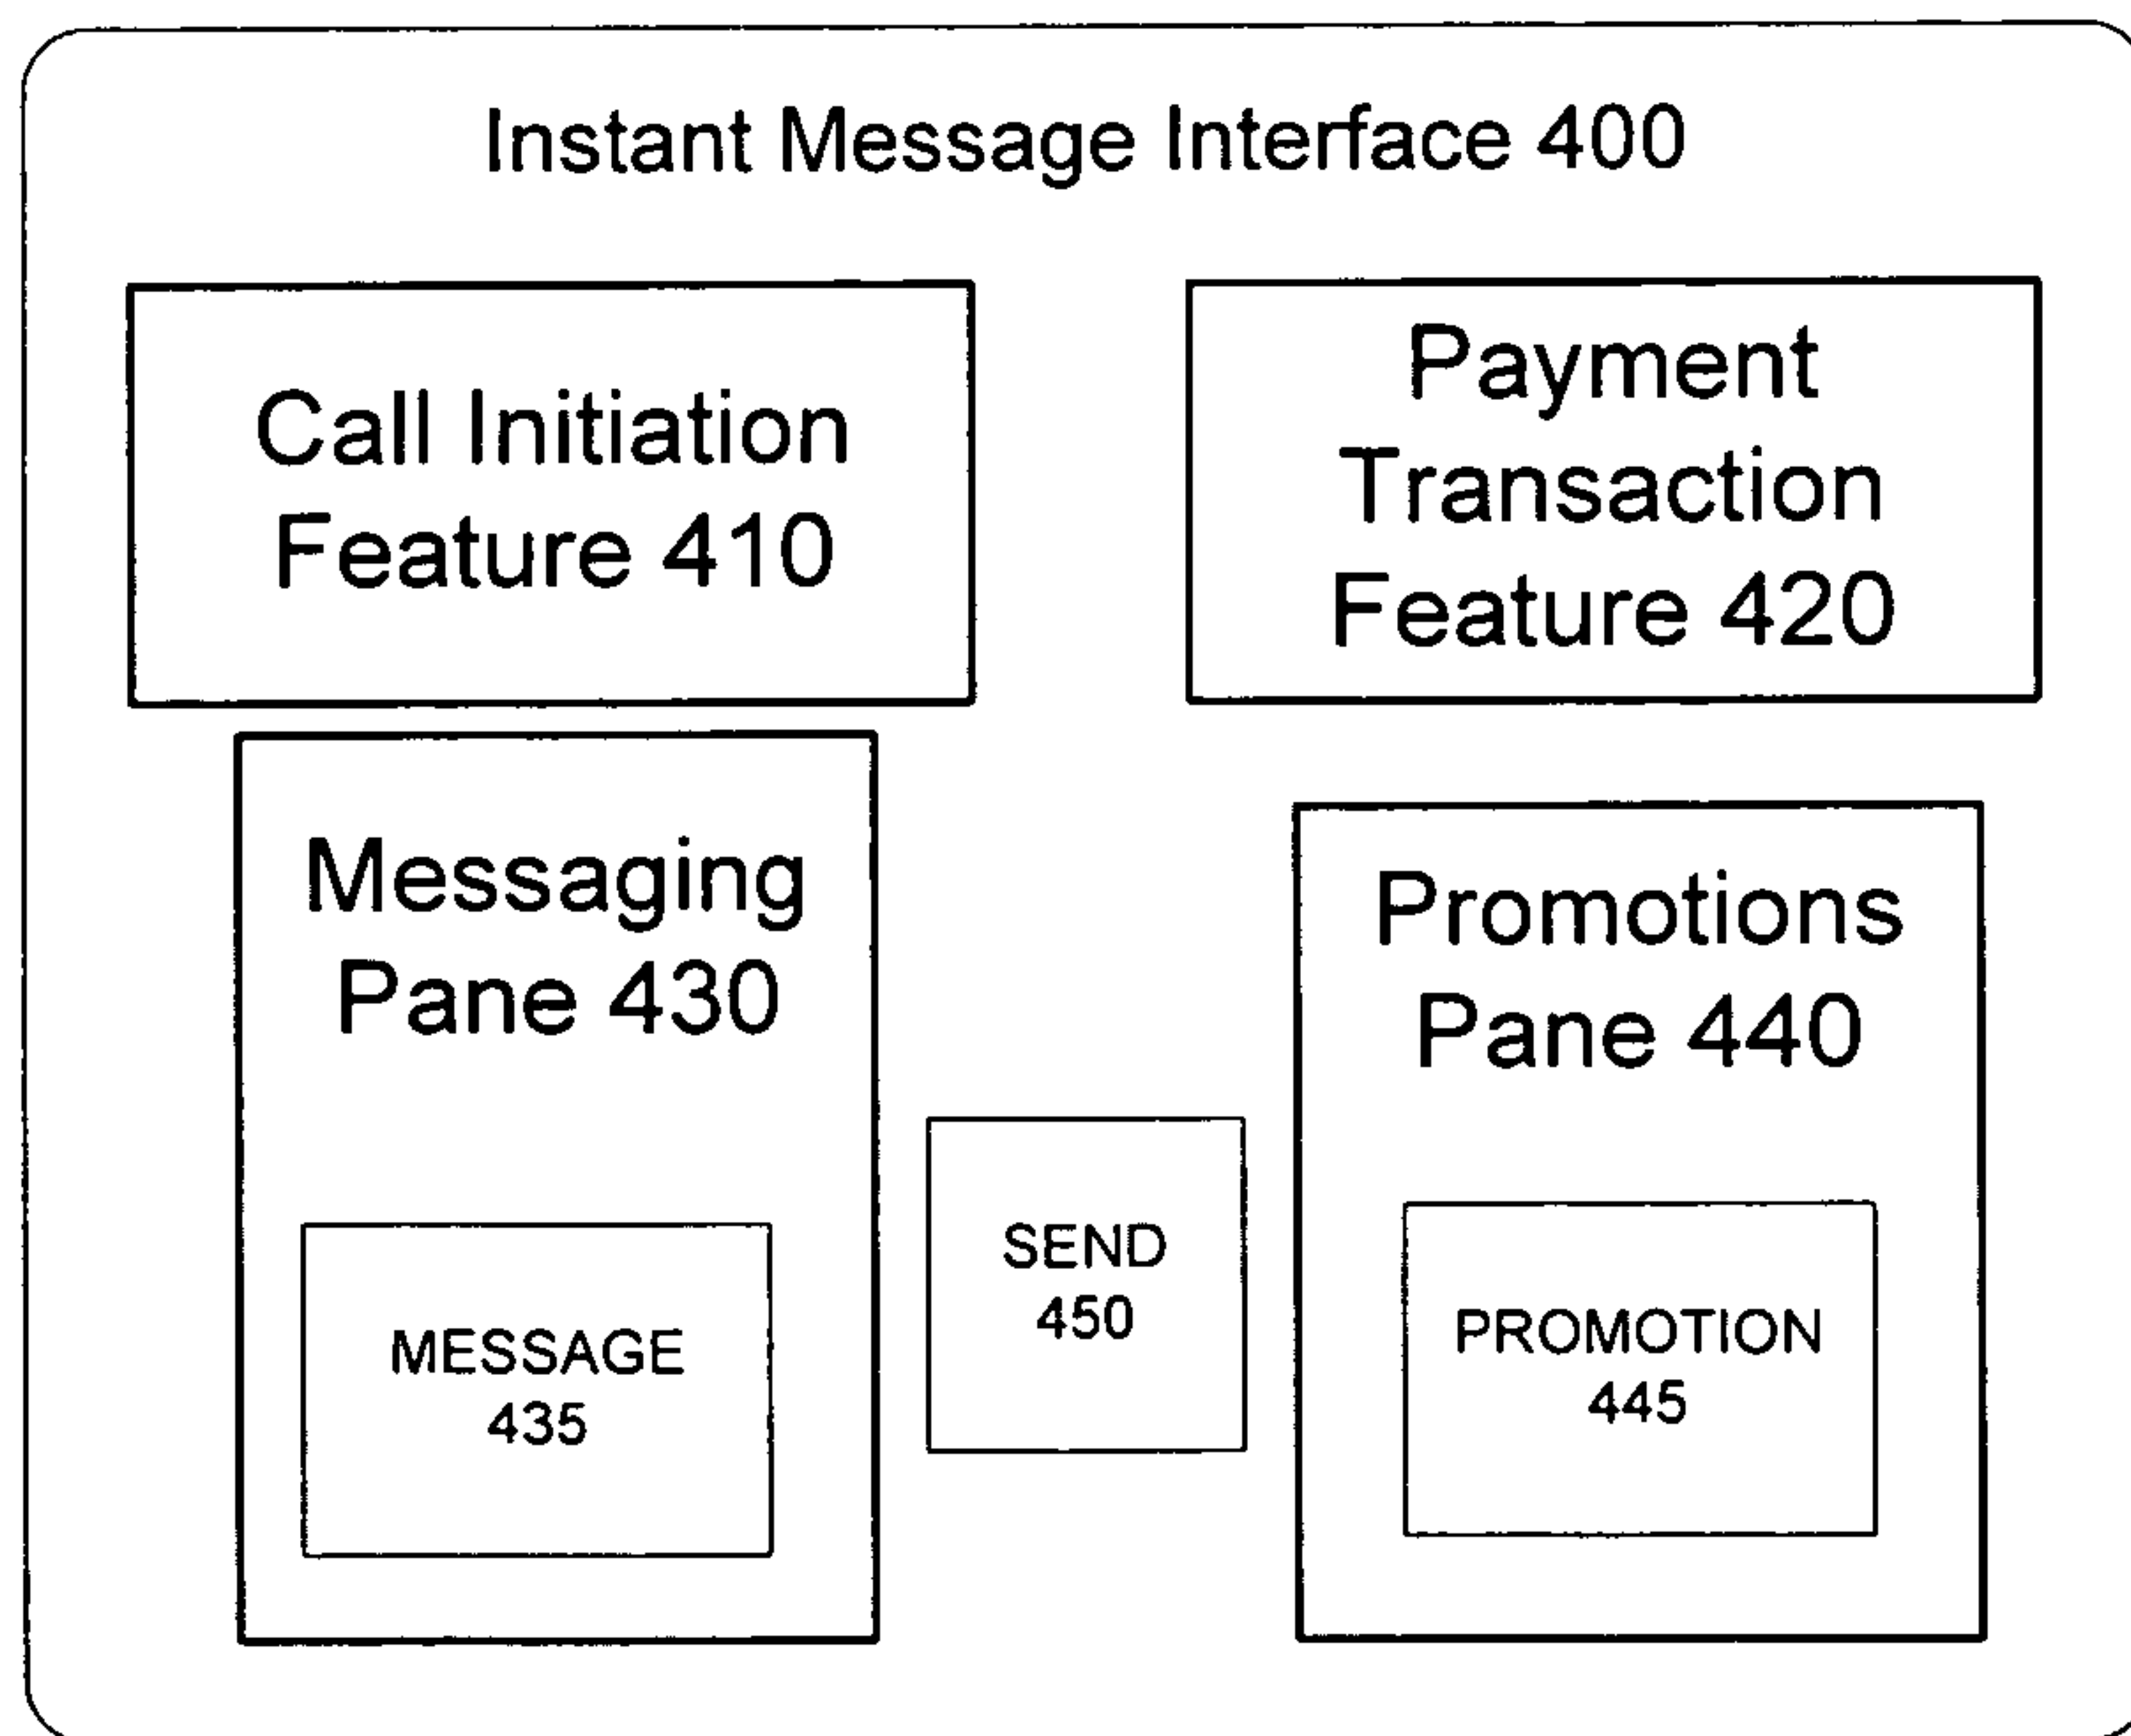 Instant Message Interface 400
Call Initiation
Feature 410
Payment
Transaction
Feature 420
Messaging
Pane 430
MESSAGE
435
SEND
450
Promotions
Pane 440
PROMOTION
445